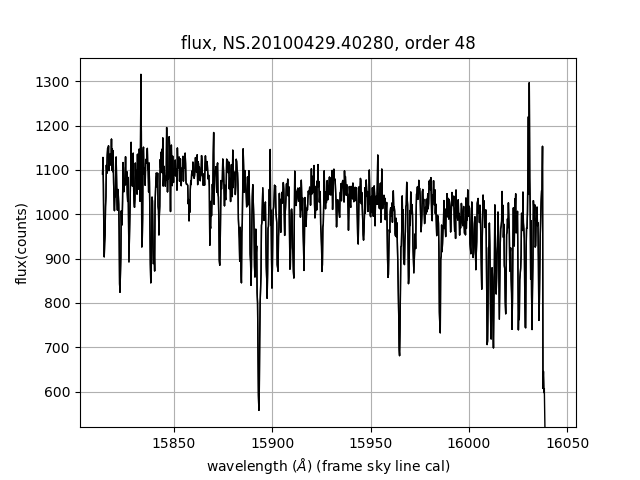 flux, NS.20100429.40280, order 48
flux(counts)
1300
1200
1100
1000
900
800
700
600
15850 15900 15950 16000 16050
wavelength (Å) (frame sky line cal)